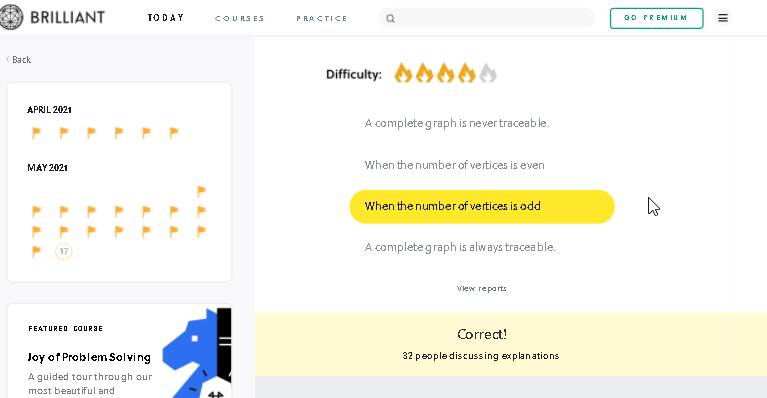 BRILLIANT
TODAY
COURSES
PRACTICE
GO PREMIUM
Back
APRIL 2021
MAY 2021
17
FEATURED COURSE
Joy of Problem Solving
A guided tour through our
most beautiful and
Difficulty:
A complete graph is never traceable.
When the number of vertices is even
When the number of vertices is odd
A complete graph is always traceable.
View reports
Correct!
32 people discussing explanations